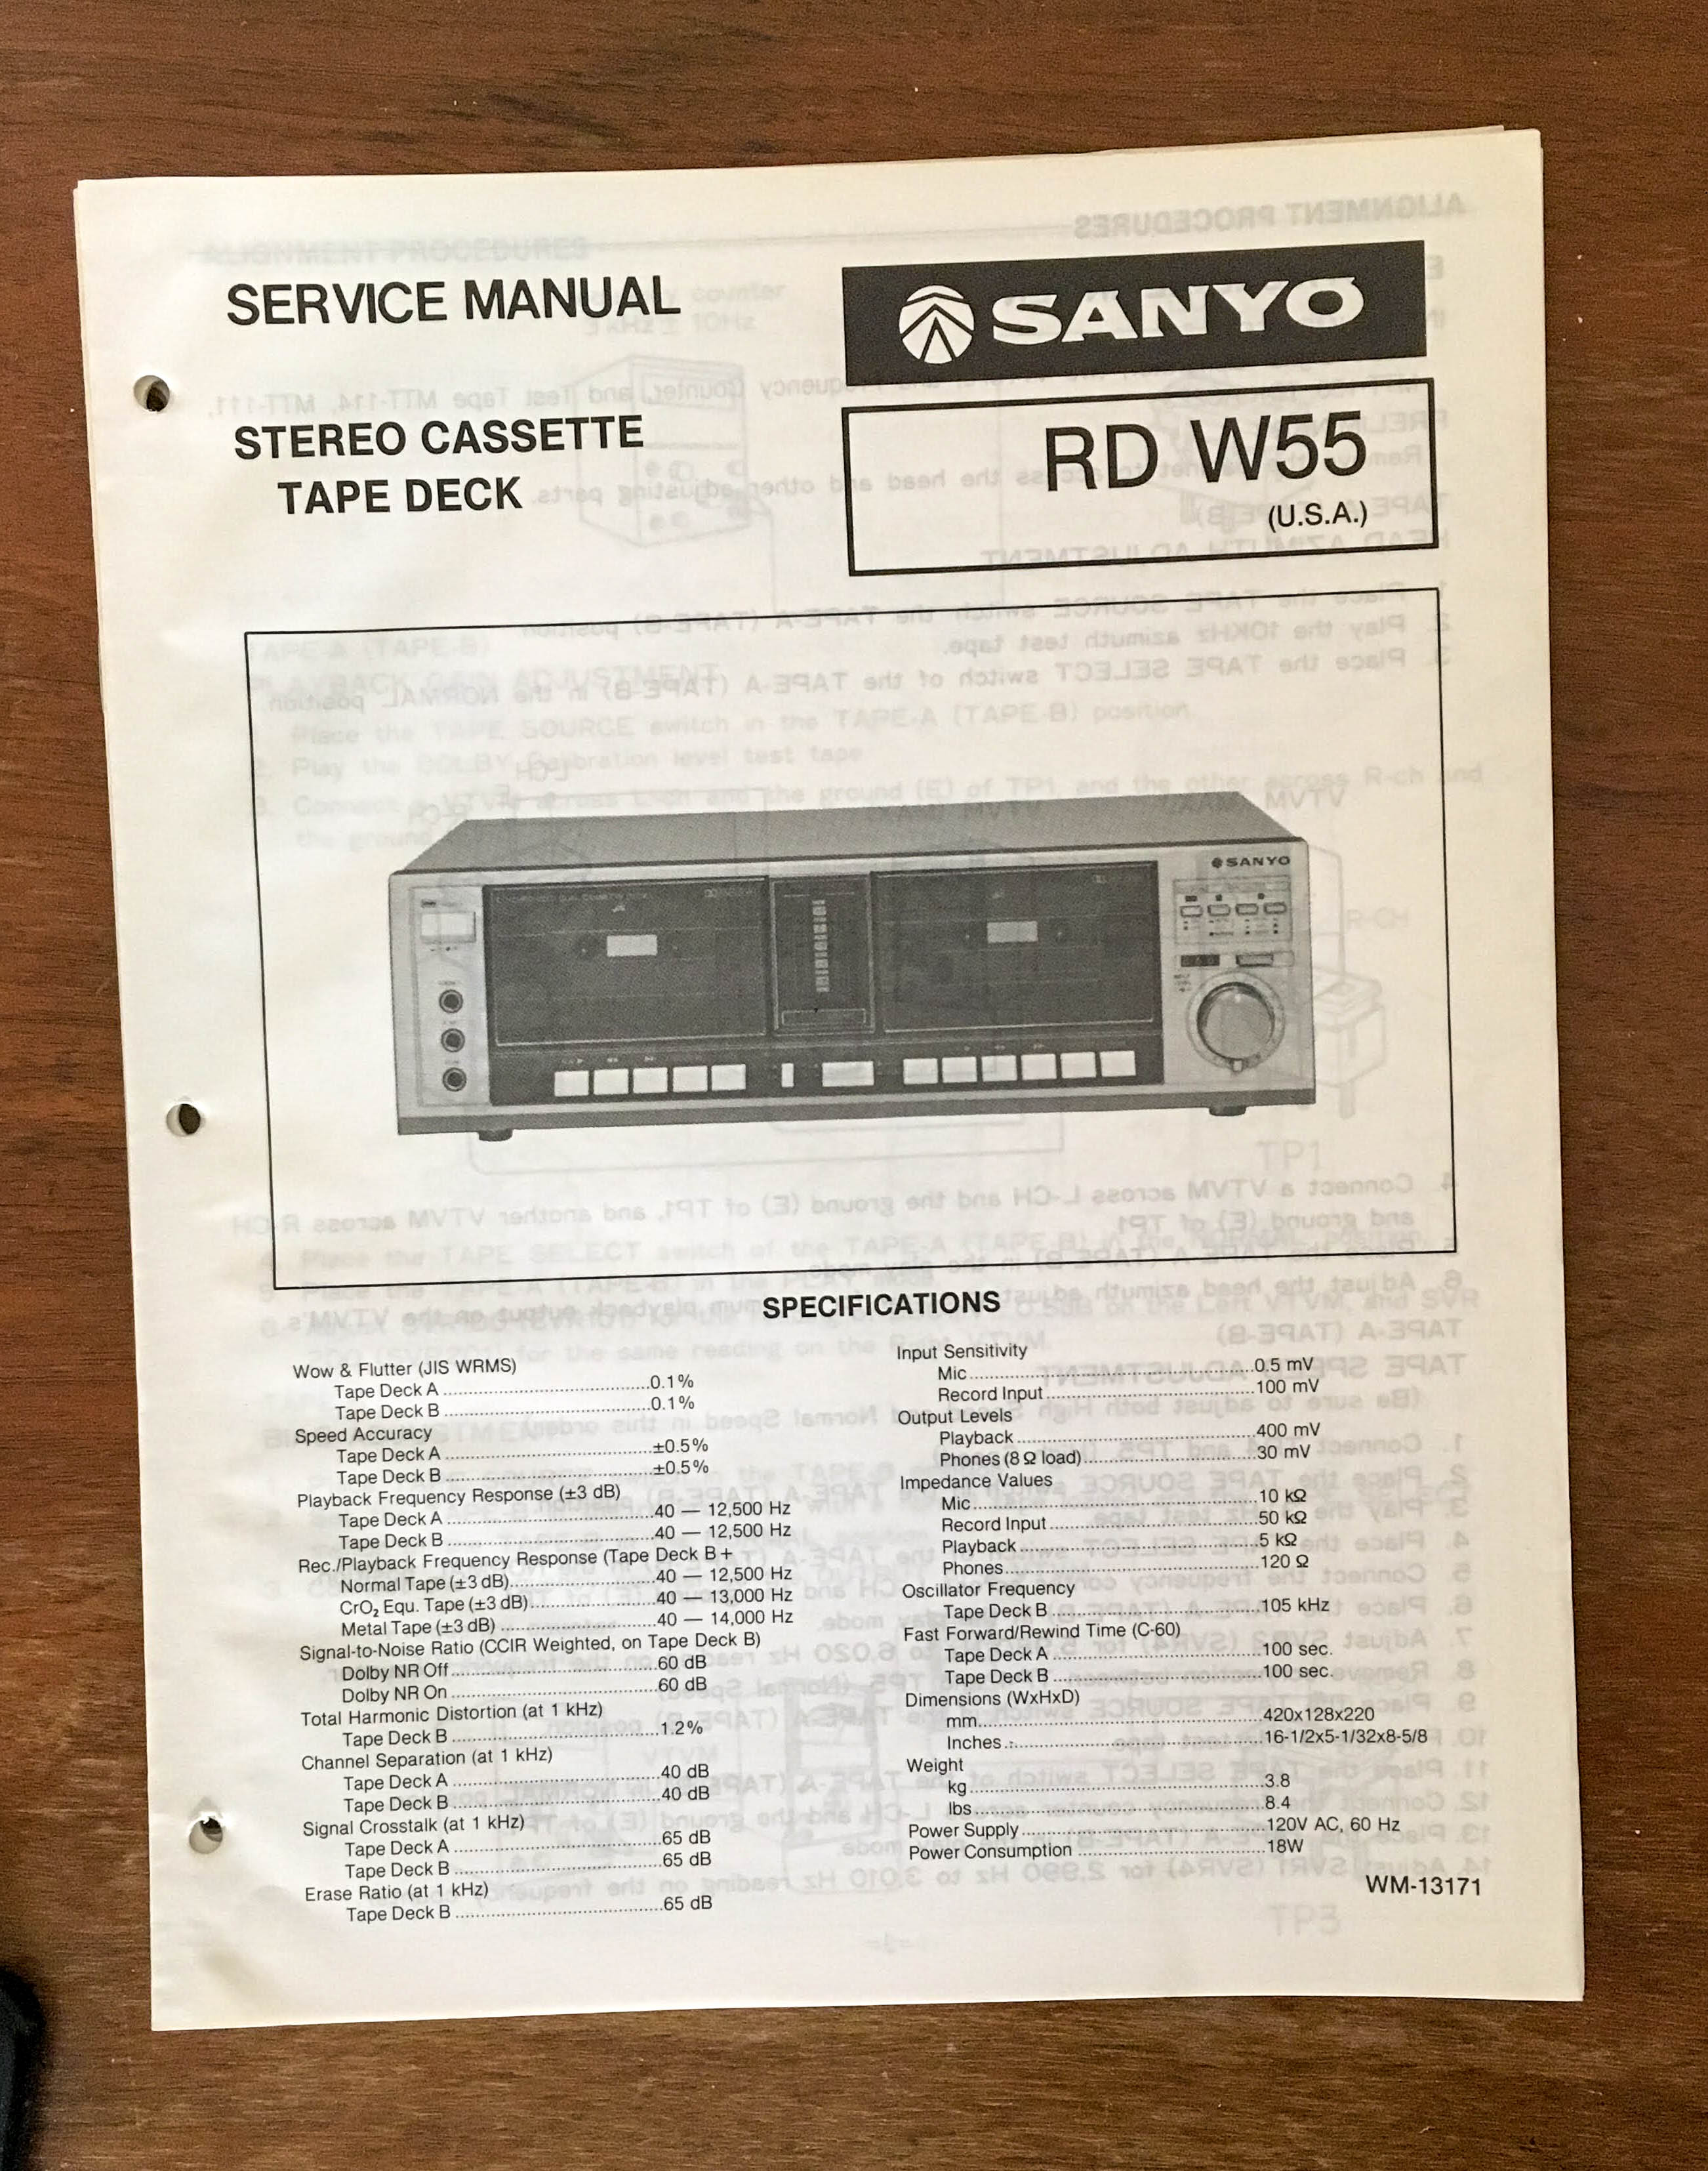 SERVICE MANUAL
SANYO
STEREO CASSETTE
TAPE DECK
RD W55
(U.S.A.)
SANYO
SPECIFICATIONS
Wow & Flutter (JIS WRMS)
Tape Deck A ........ 0.1%
Tape Deck B ........ 0.1%
Speed Accuracy
Tape Deck A ........ ±0.5%
Tape Deck B ........ ±0.5%
Playback Frequency Response (±3 dB)
Tape Deck A ........ 40 — 12,500 Hz
Tape Deck B ........ 40 — 12,500 Hz
Rec./Playback Frequency Response (Tape Deck B+
Normal Tape (±3 dB) ........ 40 — 12,500 Hz
CrO₂ Equ. Tape (±3 dB) ........ 40 — 13,000 Hz
Metal Tape (±3 dB) ........ 40 — 14,000 Hz
Signal-to-Noise Ratio (CCIR Weighted, on Tape Deck B)
Dolby NR Off ........ 60 dB
Dolby NR On ........ 60 dB
Total Harmonic Distortion (at 1 kHz)
Tape Deck B ........ 1.2%
Channel Separation (at 1 kHz)
Tape Deck A ........ 40 dB
Tape Deck B ........ 40 dB
Signal Crosstalk (at 1 kHz)
Tape Deck A ........ 65 dB
Tape Deck B ........ 65 dB
Erase Ratio (at 1 kHz)
Tape Deck B ........ 65 dB
Input Sensitivity
Mic ........ 0.5 mV
Record Input ........ 100 mV
Output Levels
Playback ........ 400 mV
Phones (8 Ω load) ........ 30 mV
Impedance Values
Mic ........ 10 kΩ
Record Input ........ 50 kΩ
Playback ........ 5 kΩ
Phones ........ 120 Ω
Oscillator Frequency
Tape Deck B ........ 105 kHz
Fast Forward/Rewind Time (C-60)
Tape Deck A ........ 100 sec.
Tape Deck B ........ 100 sec.
Dimensions (WxHxD)
mm ........ 420x128x220
Inches ........ 16-1/2x5-1/32x8-5/8
Weight
kg ........ 3.8
lbs ........ 8.4
Power Supply ........ 120V AC, 60 Hz
Power Consumption ........ 18W
WM-13171